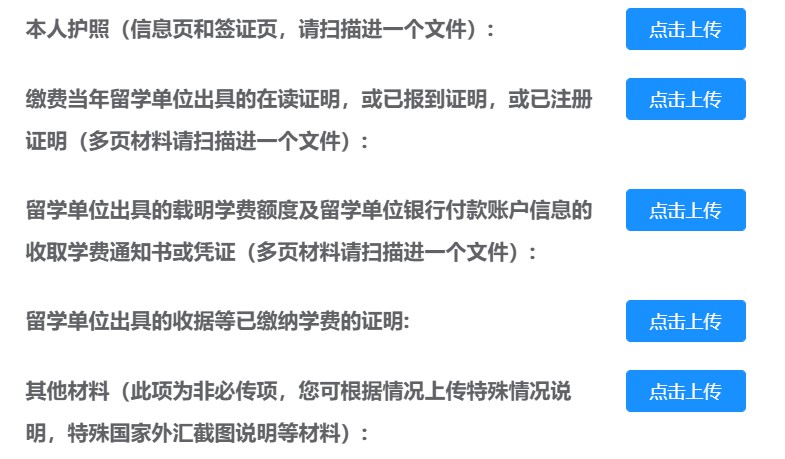 本人护照（信息页和签证页，请扫描进一个文件）:
点击上传
缴费当年留学单位出具的在读证明，或已报到证明，或已注册
证明（多页材料请扫描进一个文件）:
点击上传
留学单位出具的载明学费额度及留学单位银行付款账户信息的
收取学费通知书或凭证（多页材料请扫描进一个文件）:
点击上传
留学单位出具的收据等已缴纳学费的证明:
点击上传
其他材料（此项为非必传项，您可根据情况上传特殊情况说
明，特殊国家外汇截图说明等材料）:
点击上传